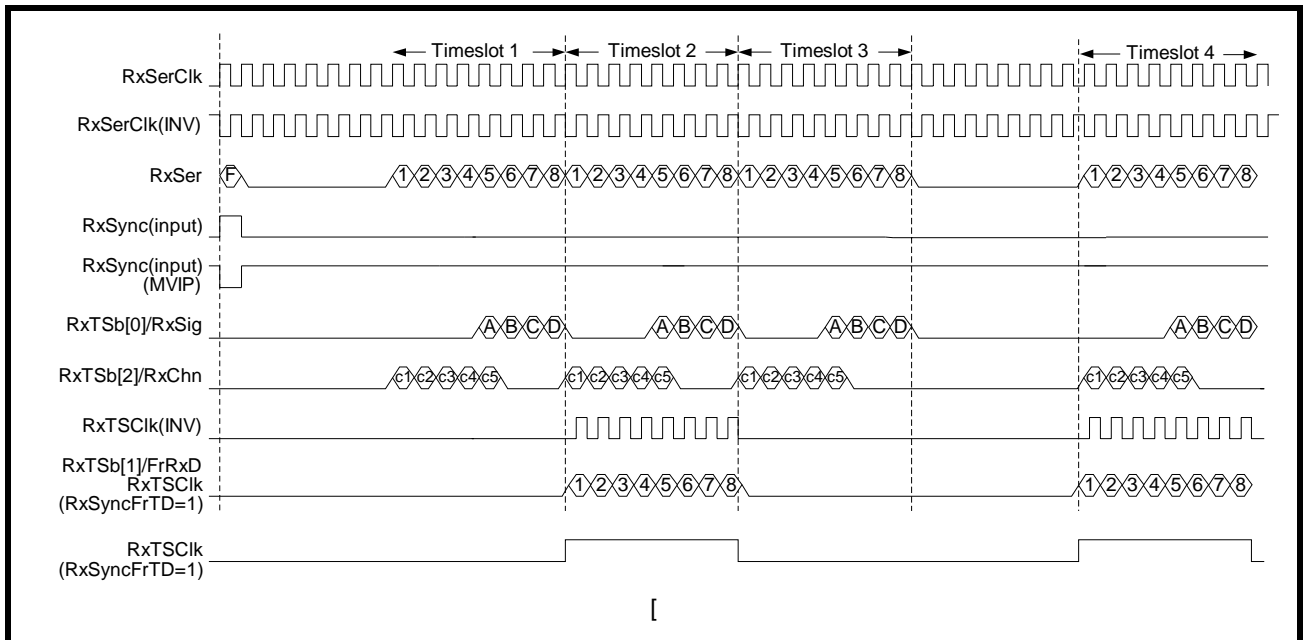 Timeslot 1 Timeslot 2 Timeslot 3 Timeslot 4
RxSerClk
RxSerClk(INV)
RxSer F 1 2 3 4 5 6 7 8 1 2 3 4 5 6 7 8 1 2 3 4 5 6 7 8 1 2 3 4 5 6 7 8
RxSync(input)
RxSync(input)
(MVIP)
RxTSb[0]/RxSig A B C D A B C D A B C D A B C D
RxTSb[2]/RxChn c1 c2 c3 c4 c5 c1 c2 c3 c4 c5 c1 c2 c3 c4 c5 c1 c2 c3 c4 c5
RxTSClk(INV)
RxTSb[1]/FrRxD
RxTSClk 1 2 3 4 5 6 7 8 1 2 3 4 5 6 7 8
(RxSyncFrTD=1)
RxTSClk
(RxSyncFrTD=1)
[